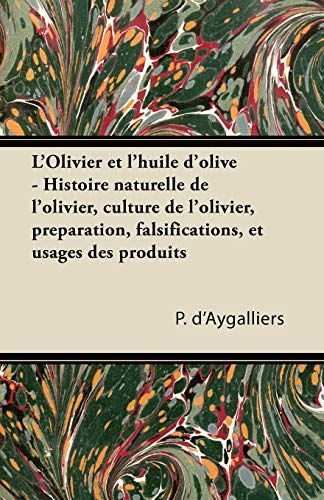 L'Olivier et l'huile d'olive
- Histoire naturelle de
l'olivier, culture de l'olivier,
preparation, falsifications, et
usages des produits
P. d'Aygalliers